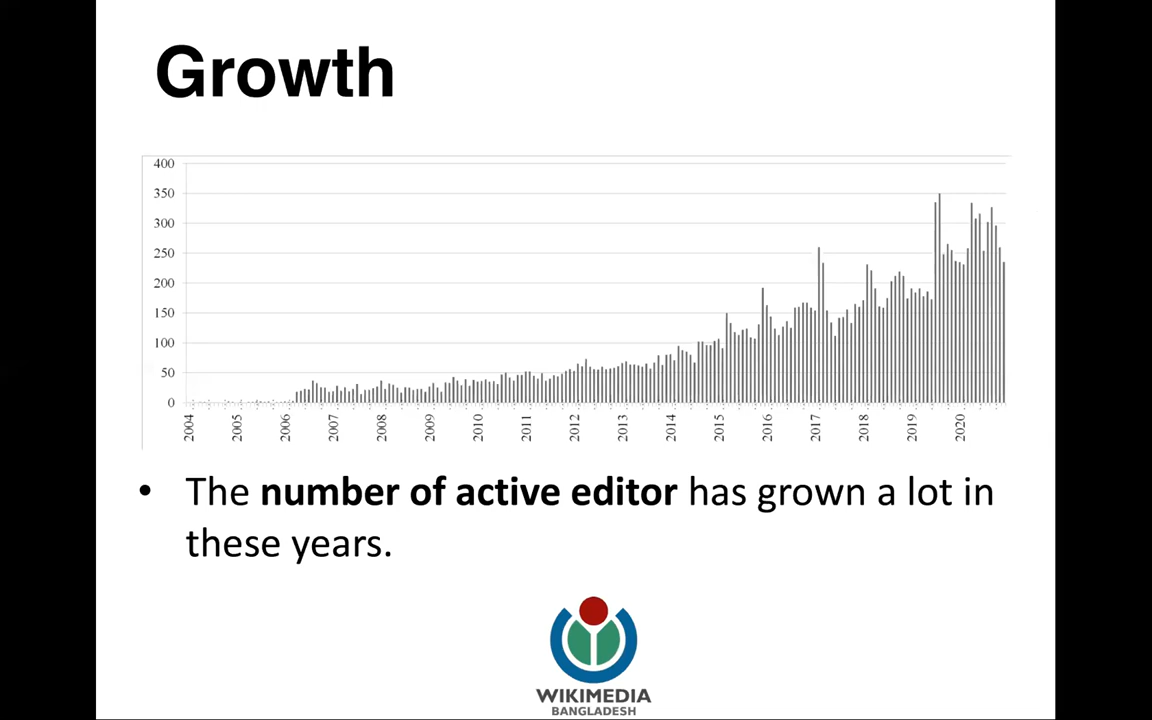 Growth
400
350
300
250
200
150
100
50
0
2004 2005 2006 2007 2008 2009 2010 2011 2012 2013 2014 2015 2016 2017 2018 2019 2020
• The number of active editor has grown a lot in
these years.
WIKIMEDIA
BANGLADESH